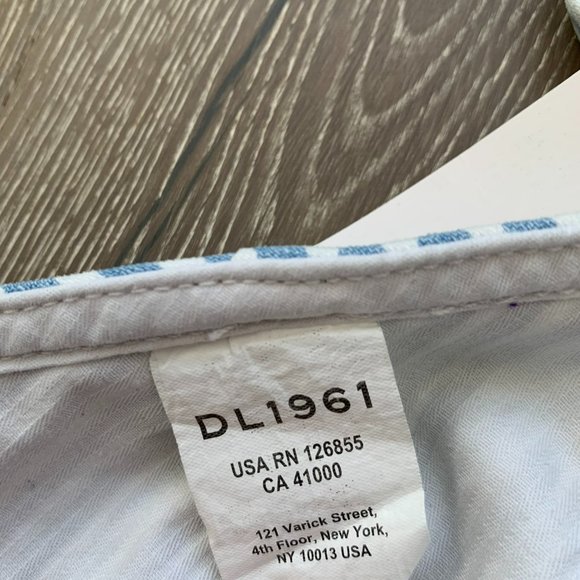 DL1961
USA RN 126855
CA 41000
121 Varick Street,
4th Floor, New York,
NY 10013 USA